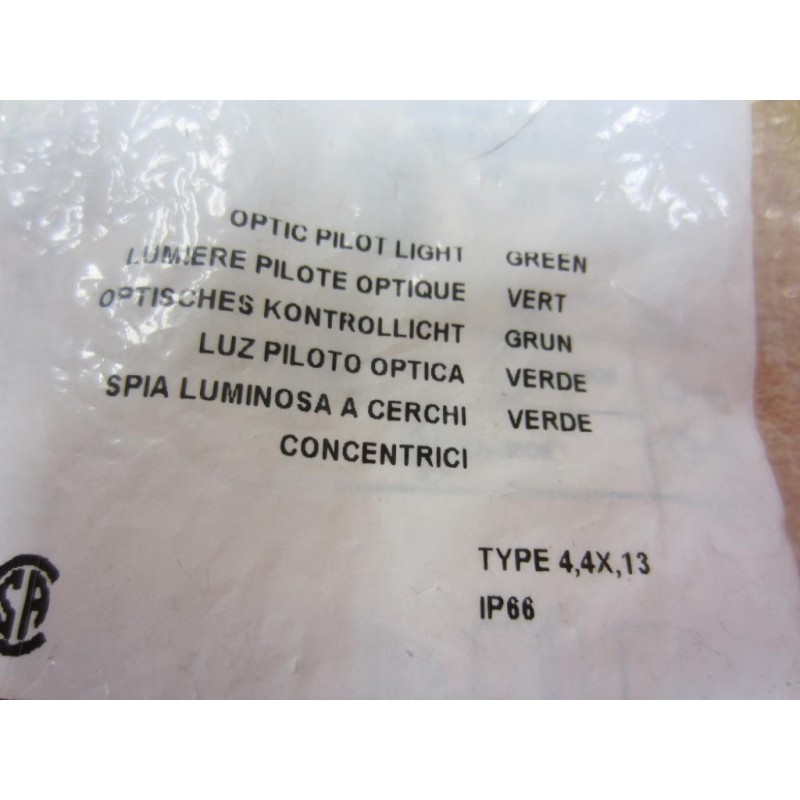 OPTIC PILOT LIGHT GREEN
LUMIERE PILOTE OPTIQUE VERT
OPTISCHES KONTROLLICHT GRUN
LUZ PILOTO OPTICA VERDE
SPIA LUMINOSA A CERCHI VERDE
CONCENTRICI
TYPE 4,4X,13
IP66
SA